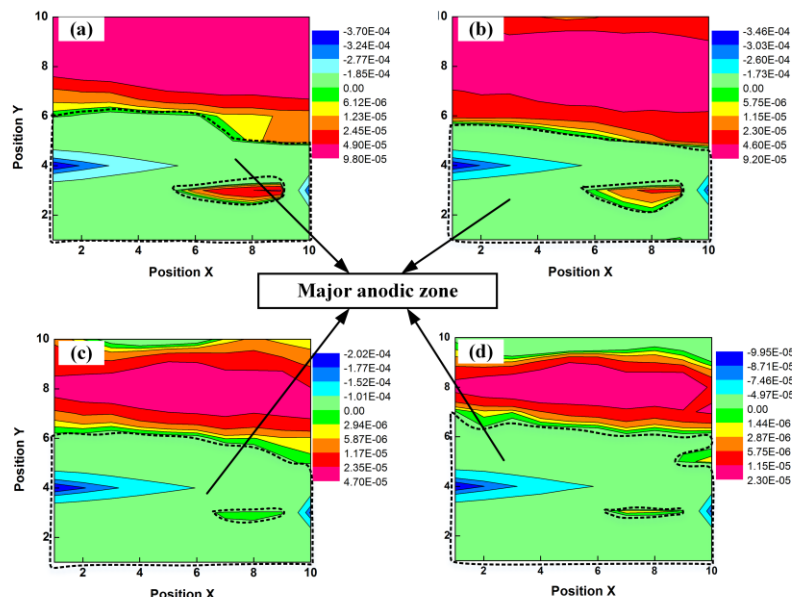 (a)
10
8
6
4
2
2 4 6 8 10
Position Y
Position X
-3.70E-04
-3.24E-04
-2.77E-04
-1.85E-04
0.00
6.12E-06
1.23E-05
2.45E-05
4.90E-05
9.80E-05
(b)
10
8
6
4
2
2 4 6 8 10
Position X
-3.46E-04
-3.03E-04
-2.60E-04
-1.73E-04
0.00
5.75E-06
1.15E-05
2.30E-05
4.60E-05
9.20E-05
Major anodic zone
(c)
10
8
6
4
2
2 4 6 8 10
Position Y
Position X
-2.02E-04
-1.77E-04
-1.52E-04
-1.01E-04
0.00
2.94E-06
5.87E-06
1.17E-05
2.35E-05
4.70E-05
(d)
10
8
6
4
2
2 4 6 8 10
Position X
-9.95E-05
-8.71E-05
-7.46E-05
-4.97E-05
0.00
1.44E-06
2.87E-06
5.75E-06
1.15E-05
2.30E-05